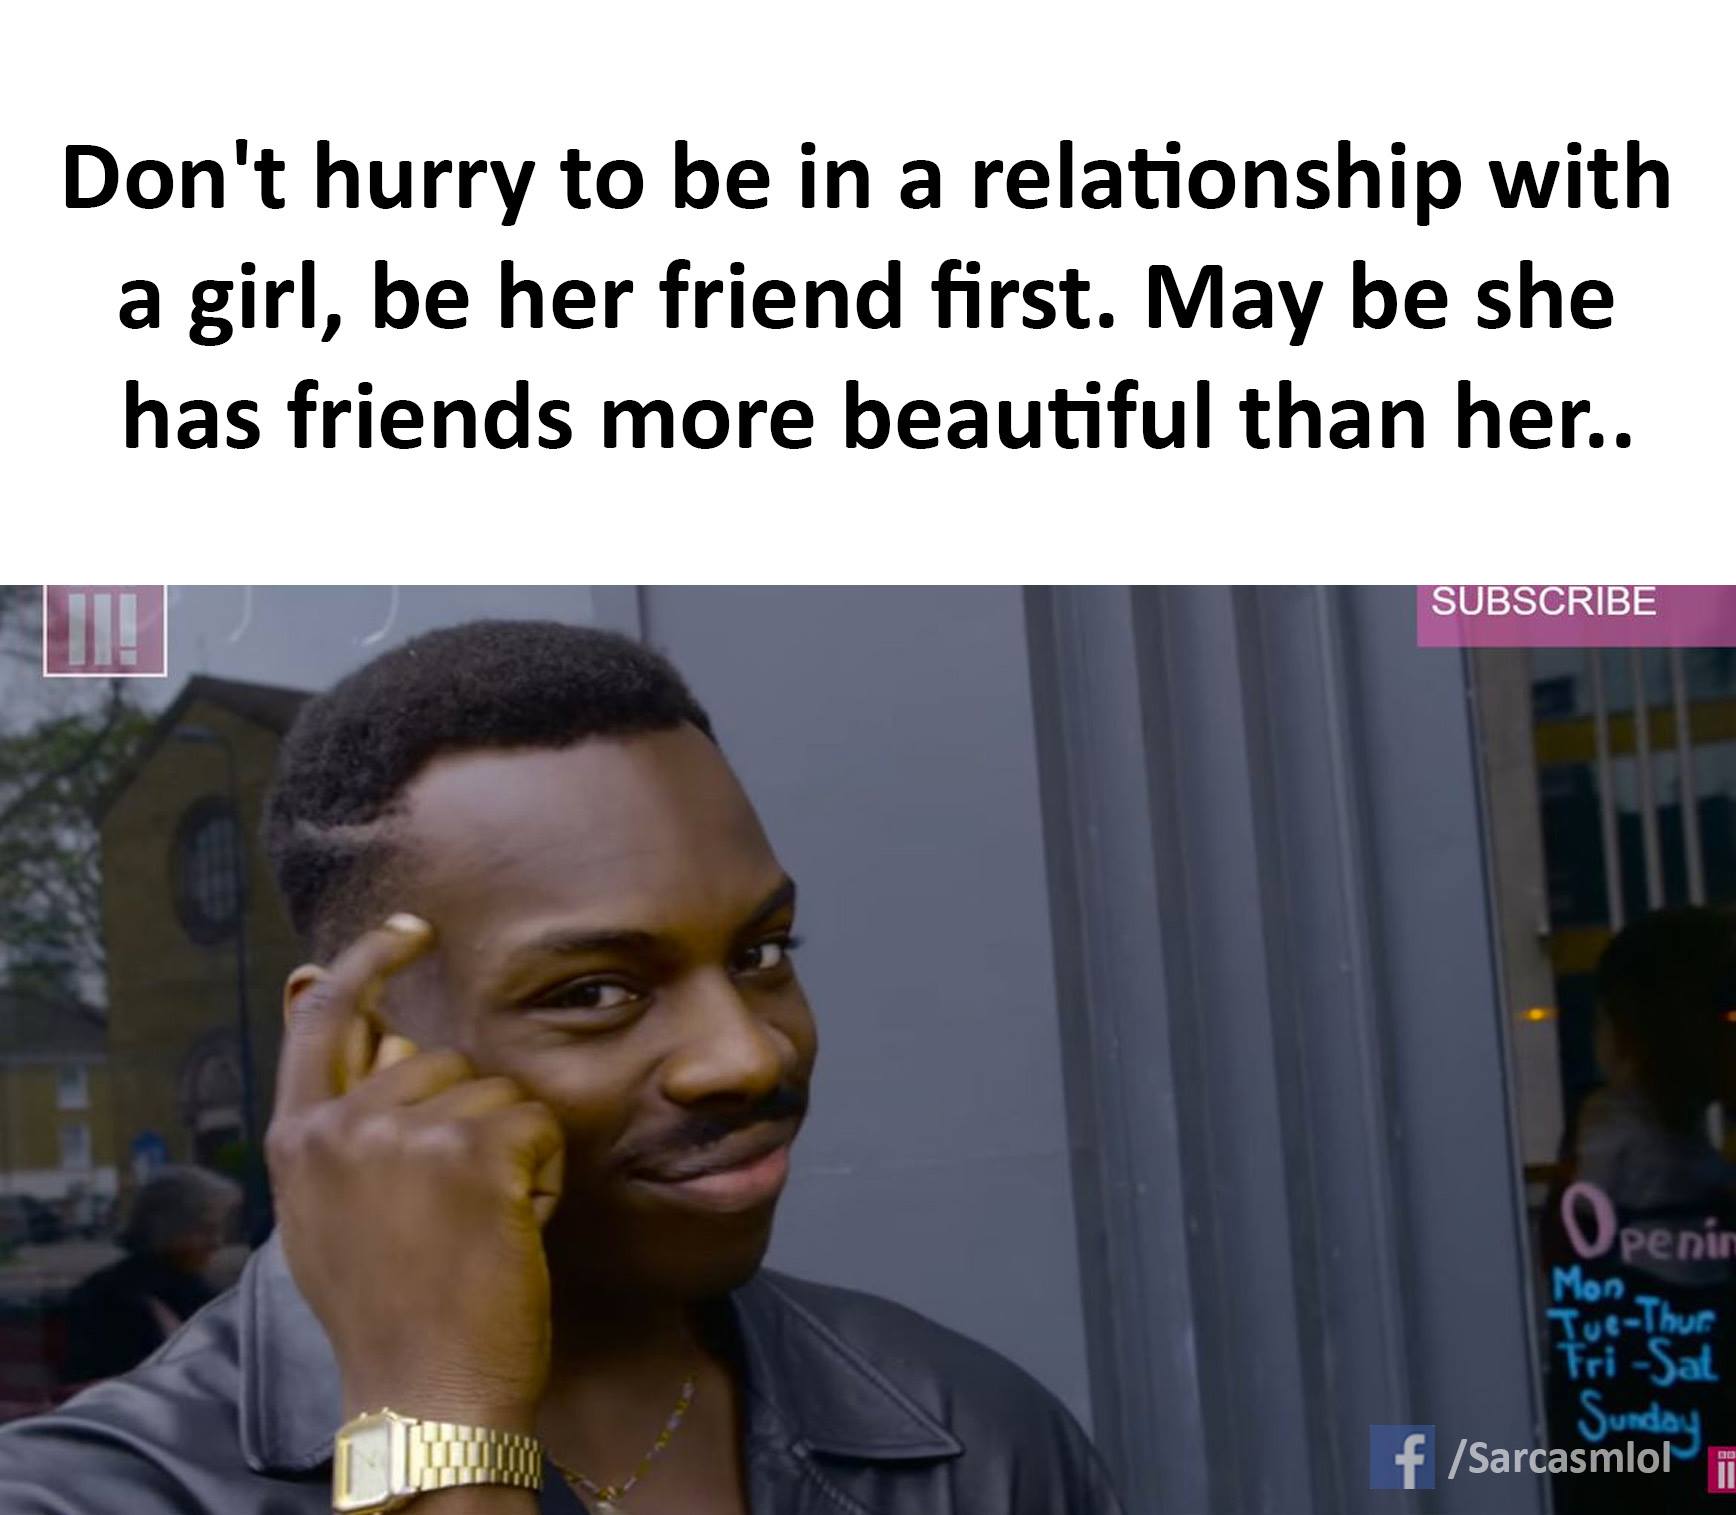 Don't hurry to be in a relationship with
a girl, be her friend first. May be she
has friends more beautiful than her..
SUBSCRIBE
Openin
Mon
Tue-Thur
Fri -Sat
Sunday
f /Sarcasmlol